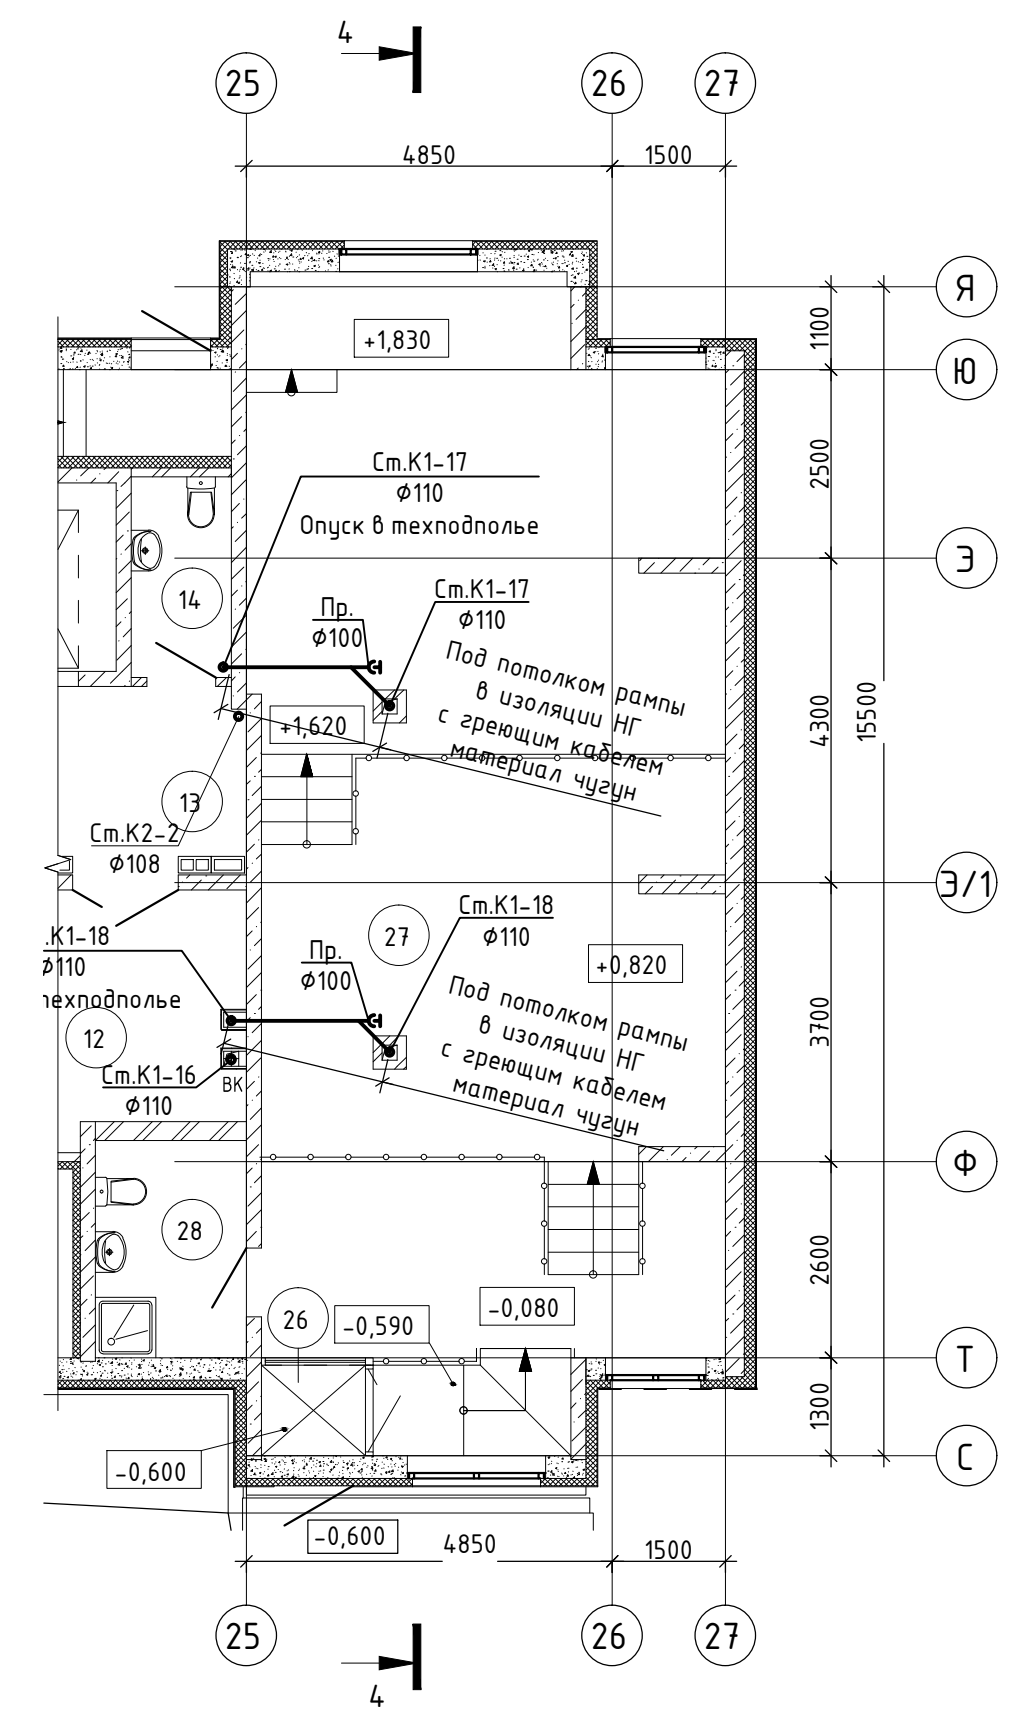 4
25
26
27
4850
1500
Я
+1,830
1100
Ю
Ст.К1-17
Ф110
Опуск в техподполье
2500
Э
14
Пр.
Ф100
Ст.К1-17
Ф110
Под потолком рампы
в изоляции НГ
с греющим кабелем
материал чугун
+1,620
4300
15500
13
Ст.К2-2
Ф108
Э/1
.К1-18
Ф110
техподполье
12
Пр.
Ф100
27
Ст.К1-18
Ф110
+0,820
Под потолком рампы
в изоляции НГ
с греющим кабелем
материал чугун
3700
Ст.К1-16
Ф110
ВК
Ф
28
2600
26
-0,590
-0,080
Т
1300
С
-0,600
-0,600
4850
1500
25
26
27
4